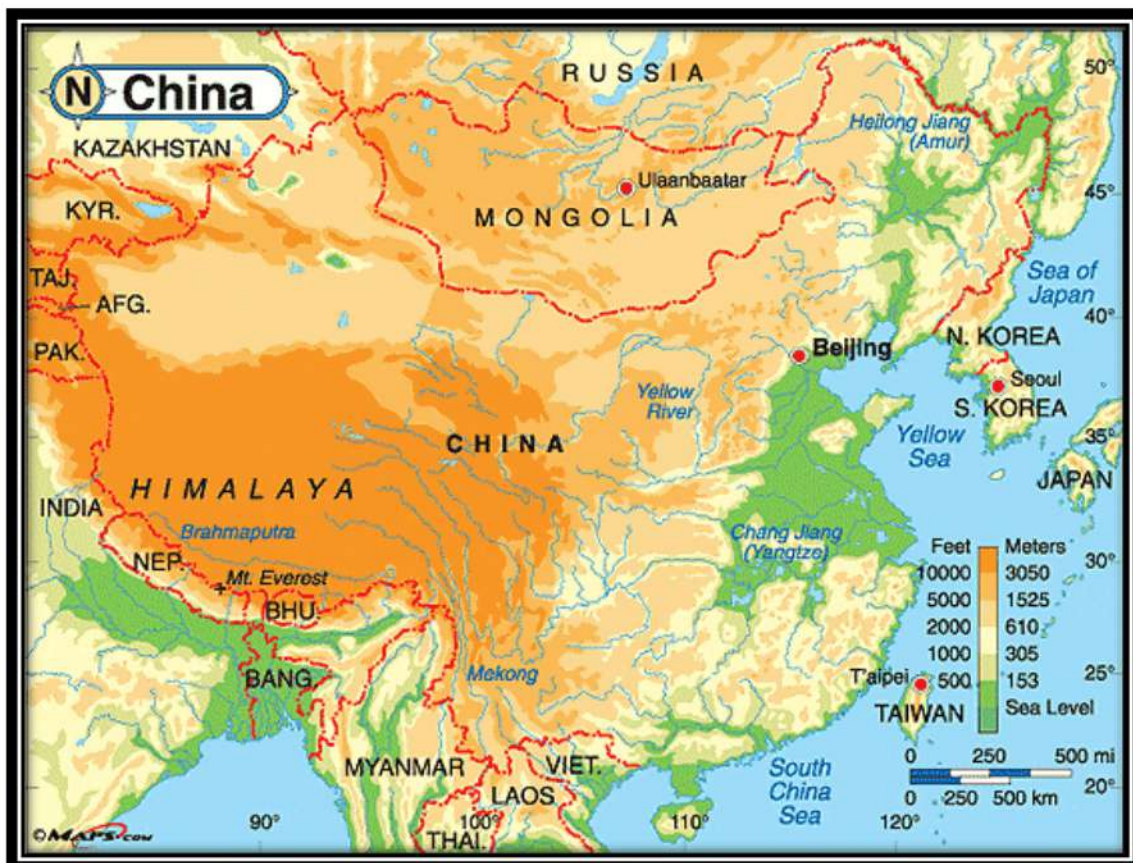 N China
RUSSIA
50°
KAZAKHSTAN
Heilong Jiang
(Amur)
Ulaanbaatar
KYR.
MONGOLIA
45°
TAJ.
Sea of
Japan
AFG.
40°
PAK.
Beijing
N. KOREA
Seoul
Yellow
River
S. KOREA
CHINA
Yellow
Sea
35°
HIMALAYA
JAPAN
INDIA
Brahmaputra
Chang Jiang
(Yangtze)
Feet Meters
NEP.
30°
10000 3050
Mt. Everest
5000 1525
BHU.
2000 610
1000 305
Mekong
T'aipei
500 153
25°
BANG.
Sea Level
TAIWAN
MYANMAR
VIET.
0 250 500 mi
South
China
Sea
LAOS
20°
0 250 500 km
THAI.
90° 100° 110° 120°
©MAPS.COM